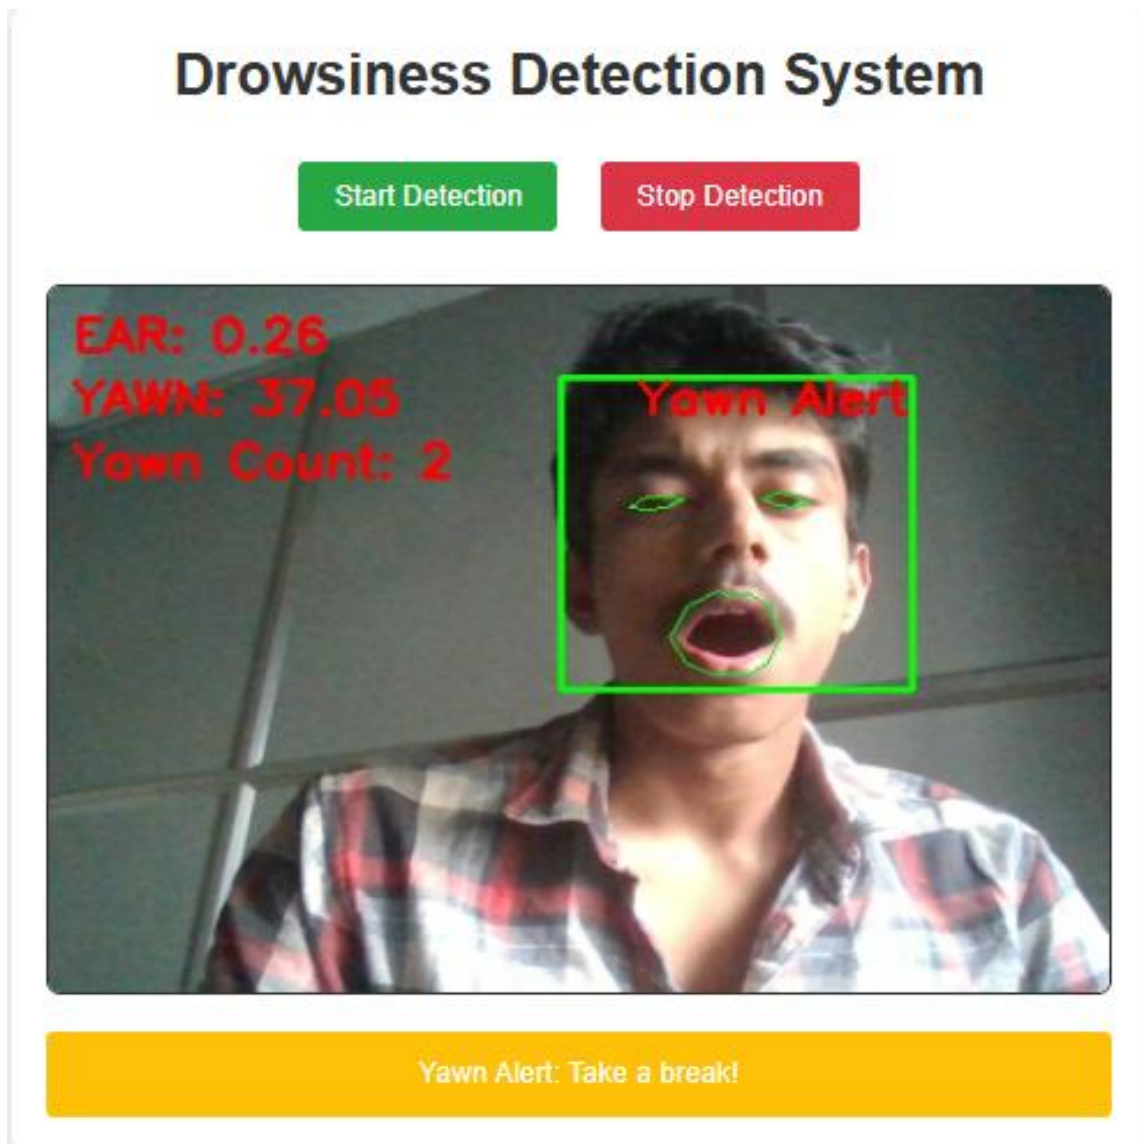 Drowsiness Detection System
Start Detection
Stop Detection
EAR: 0.26
YAWN: 37.05
Yawn Count: 2
Yawn Alert
Yawn Alert: Take a break!